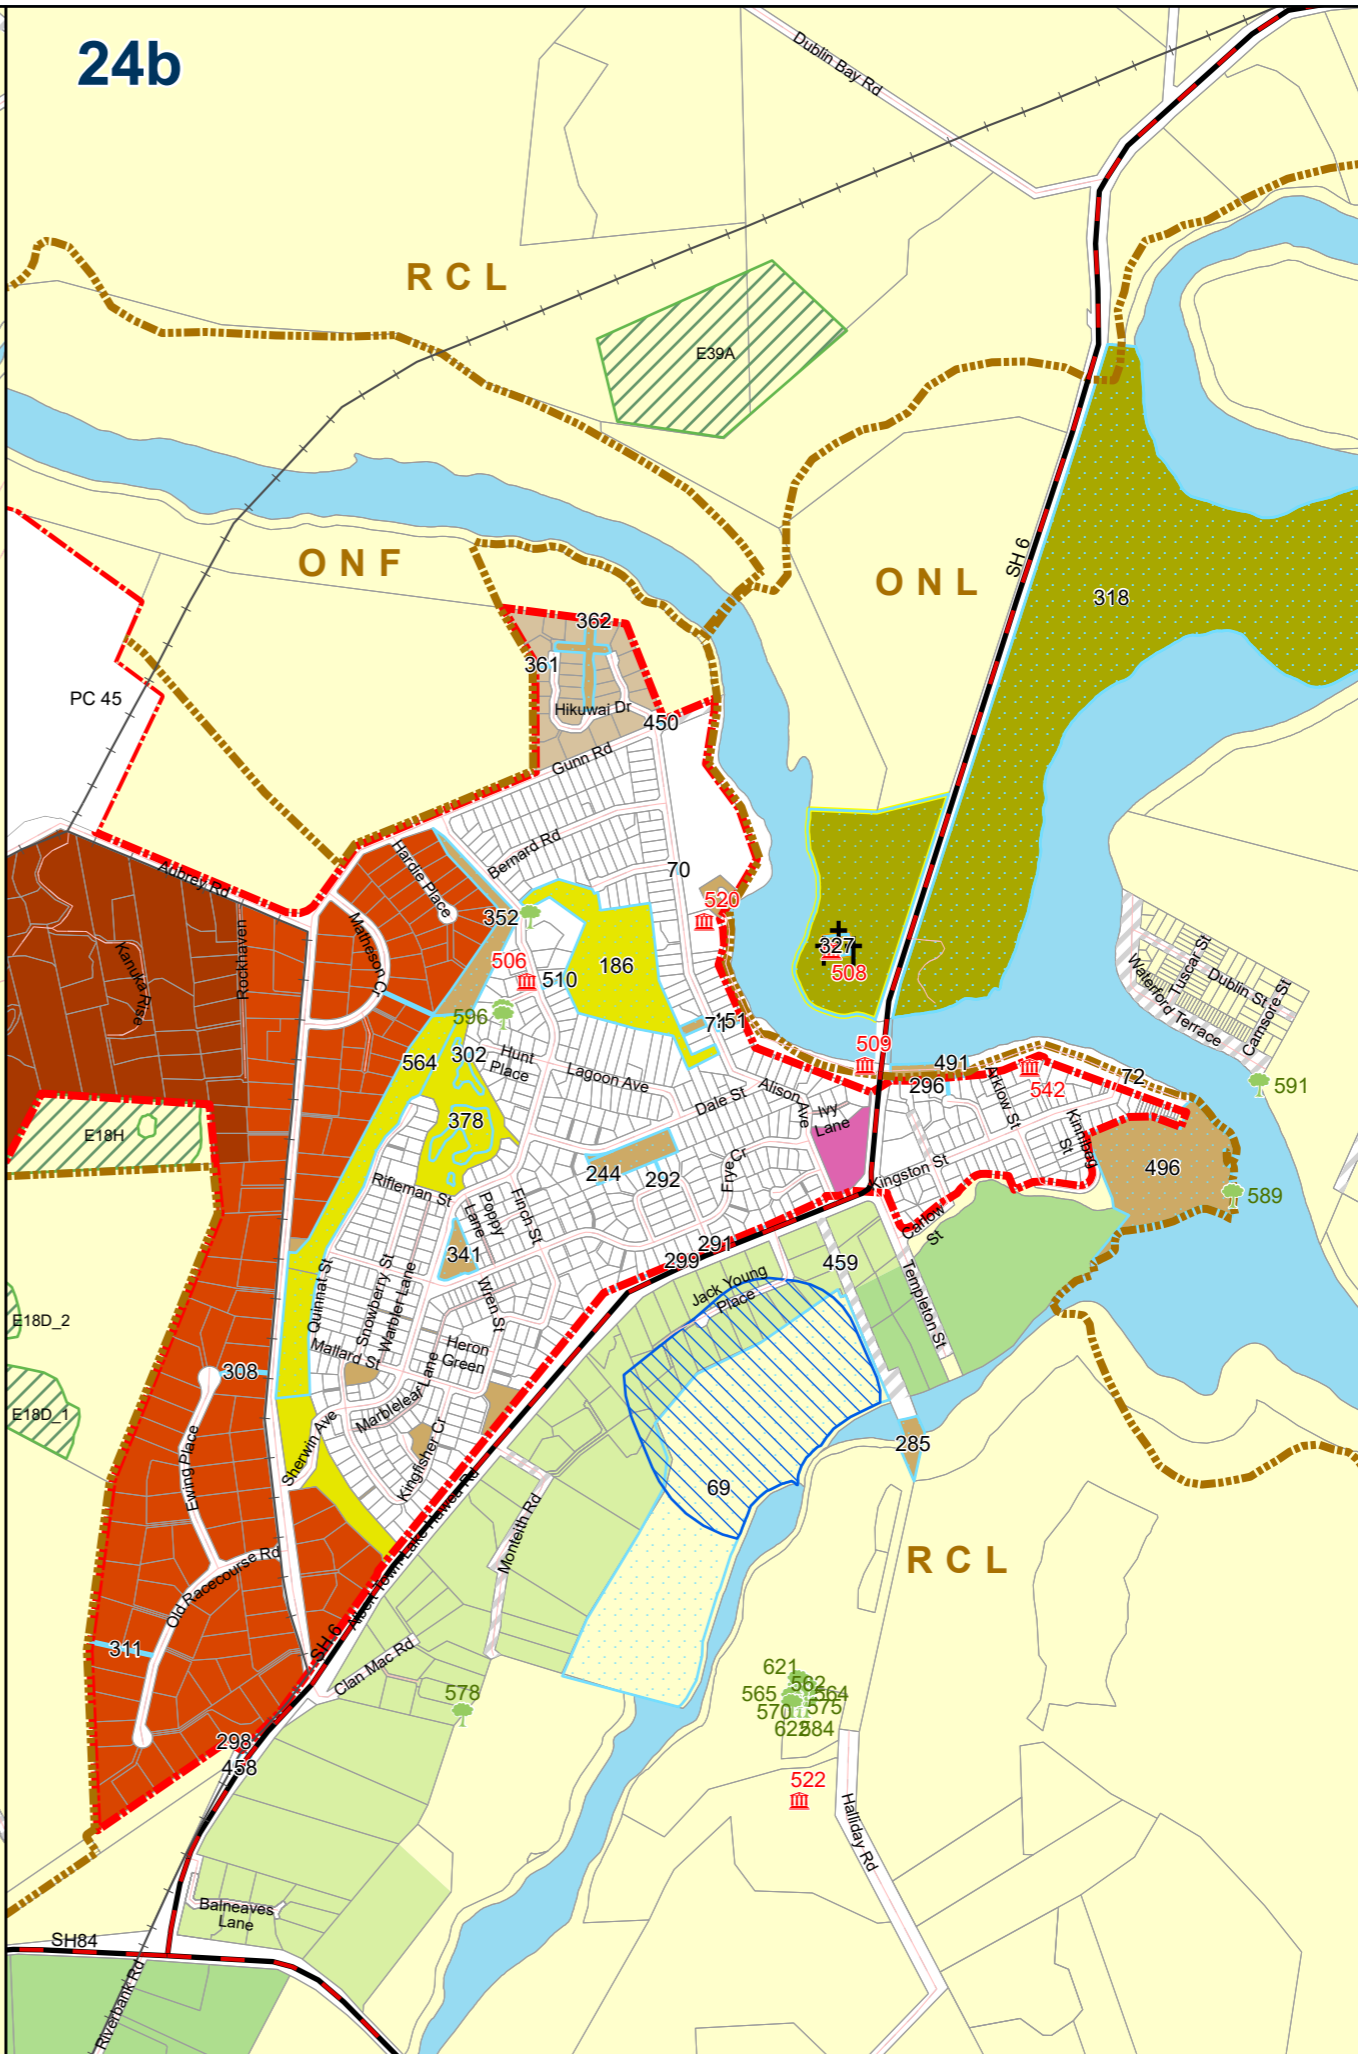 24b
Dublin Bay Rd
R C L
E39A
SH 6
O N F
O N L
318
362
361
PC 45
Hikuwai Dr
450
Gunn Rd
Bernard Rd
Hardie Place
Aubrey Rd
70
352
520
Matheson Cr
Rockhaven
Kanuka Rise
506
510
186
327
508
Tuscar St
Dublin St
Waterford Terrace
Carnsore St
596
71
151
509
491
564
302
Hunt Place
Lagoon Ave
296
Arklow St
542
72
591
Dale St
Alison Ave
Ivy Lane
378
E18H
Kinnibeg St
244
292
Frye Cr
Kingston St
496
589
Rifleman St
Poppy Lane
Finch St
Carlow St
341
299
291
459
Quinnat St
Snowberry St
Warbler Lane
Wren St
Jack Young Place
Templeton St
E18D_2
Mallard St
Heron Green
308
Marbleleaf Lane
E18D_1
Sherwin Ave
Kingfisher Cr
285
Ewing Place
69
Albert Town-Lake Hawea Rd
Monteith Rd
Old Racecourse Rd
R C L
311
SH 6
Clan Mac Rd
578
621
562
565
564
570
575
622
584
298
458
522
Halliday Rd
Balneaves Lane
SH84
Riverbank Rd